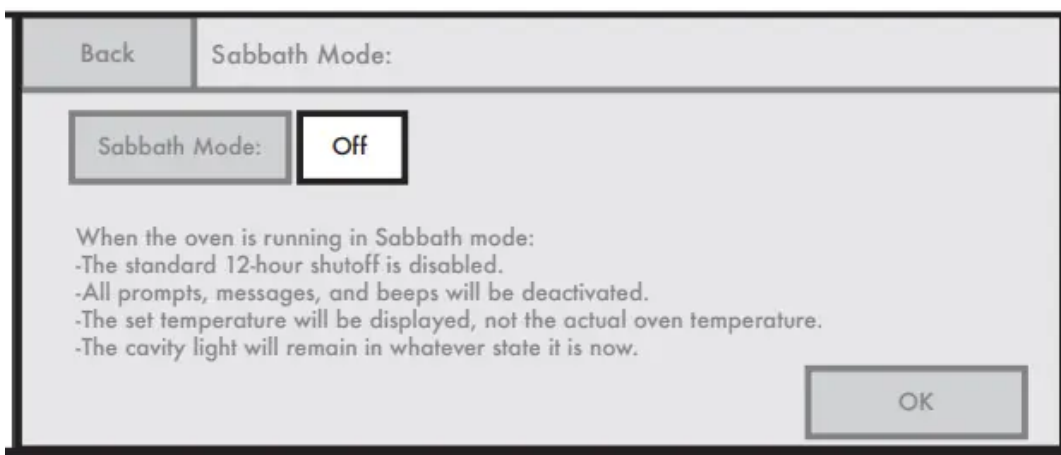 Back
Sabbath Mode:
Sabbath Mode:
Off
When the oven is running in Sabbath mode:
-The standard 12-hour shutoff is disabled.
-All prompts, messages, and beeps will be deactivated.
-The set temperature will be displayed, not the actual oven temperature.
-The cavity light will remain in whatever state it is now.
OK